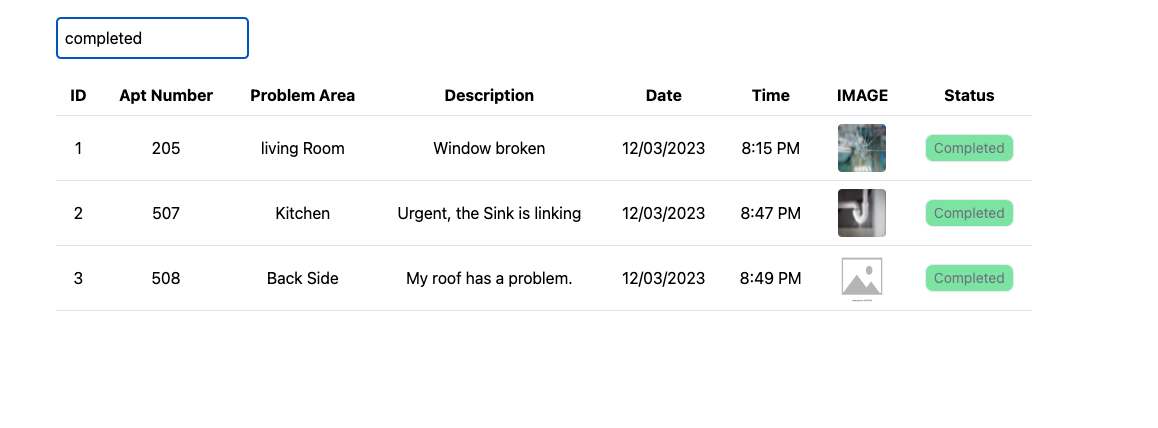 completed
ID Apt Number Problem Area Description Date Time IMAGE Status
1 205 living Room Window broken 12/03/2023 8:15 PM Completed
2 507 Kitchen Urgent, the Sink is linking 12/03/2023 8:47 PM Completed
3 508 Back Side My roof has a problem. 12/03/2023 8:49 PM Completed